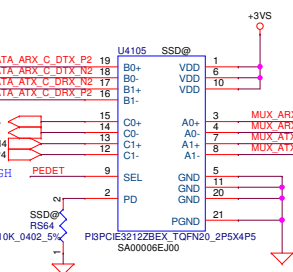 +3VS
U4105 SSD@
ATA_ARX_C_DTX_P2 19 B0+ VDD 1
ATA_ARX_C_DTX_N2 18 B0- VDD 6
ATA_ATX_C_DRX_N2 17 B1+ VDD 10
ATA_ATX_C_DRX_P2 16 B1-
15 C0+ A0+ 3 MUX_ARX
14 C0- A0- 4 MUX_ARX
13 C1+ A1+ 7 MUX_ATX
12 C1- A1- 8 MUX_ATX
PEDET 9 SEL GND 5
GND 11
2 PD GND 20
PGND 21
2
SSD@
RS64
10K_0402_5%
1
PI3PCIE3212ZBEX_TQFN20_2P5X4P5
SA00006EJ00